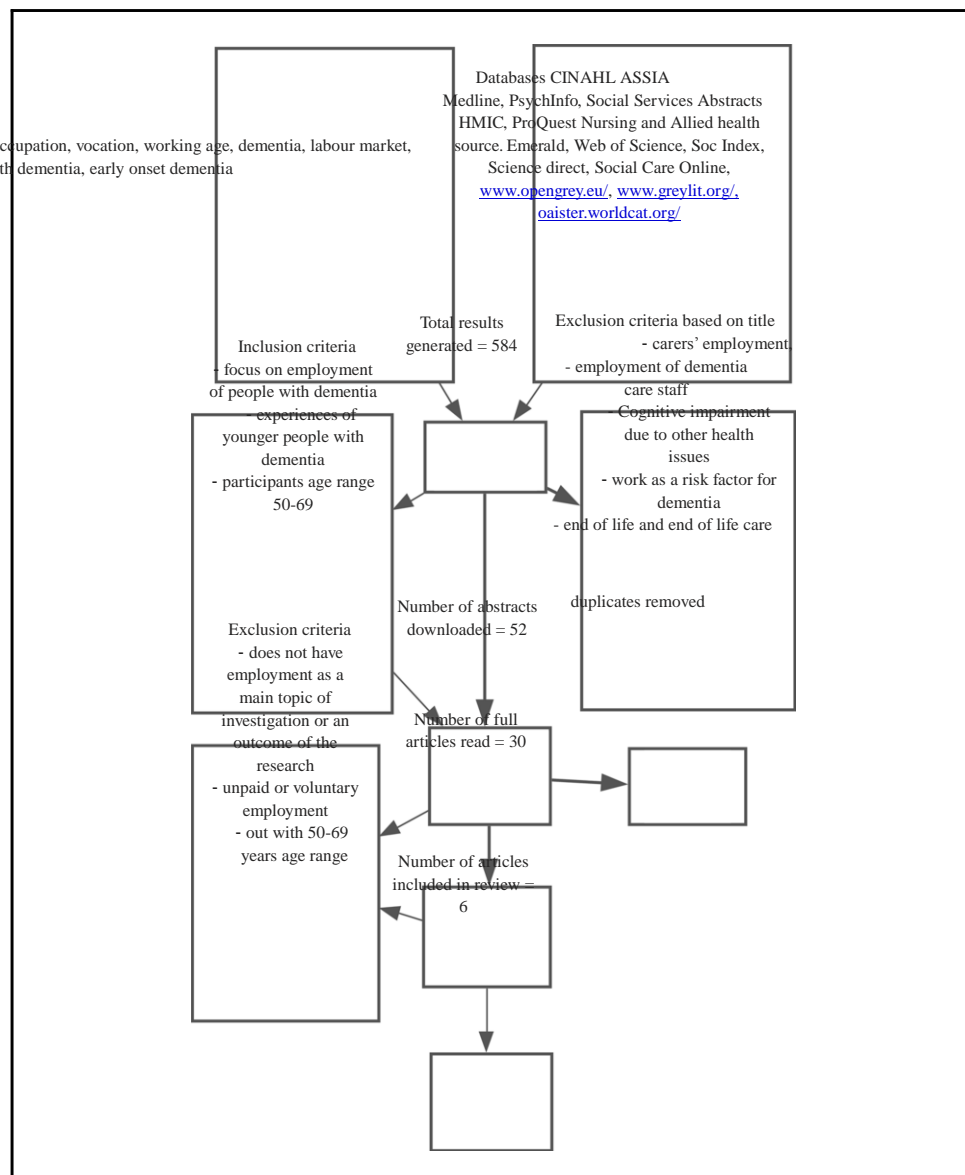 Databases CINAHL ASSIA
Medline, PsychInfo, Social Services Abstracts
HMIC, ProQuest Nursing and Allied health
source. Emerald, Web of Science, Soc Index,
Science direct, Social Care Online,
www.opengrey.eu/, www.greylit.org/,
oaister.worldcat.org/
vocation, working age, dementia, labour market,
dementia, early onset dementia
Total results
generated = 584
Inclusion criteria
- focus on employment
of people with dementia
- experiences of
younger people with
dementia
- participants age range
50-69
Exclusion criteria based on title
- carers’ employment,
- employment of dementia
care staff
- Cognitive impairment
due to other health
issues
- work as a risk factor for
dementia
- end of life and end of life care
duplicates removed
Number of abstracts
downloaded = 52
Exclusion criteria
- does not have
employment as a
main topic of
investigation or an
outcome of the
research
- unpaid or voluntary
employment
- out with 50-69
years age range
Number of full
articles read = 30
Number of articles
included in review =
6